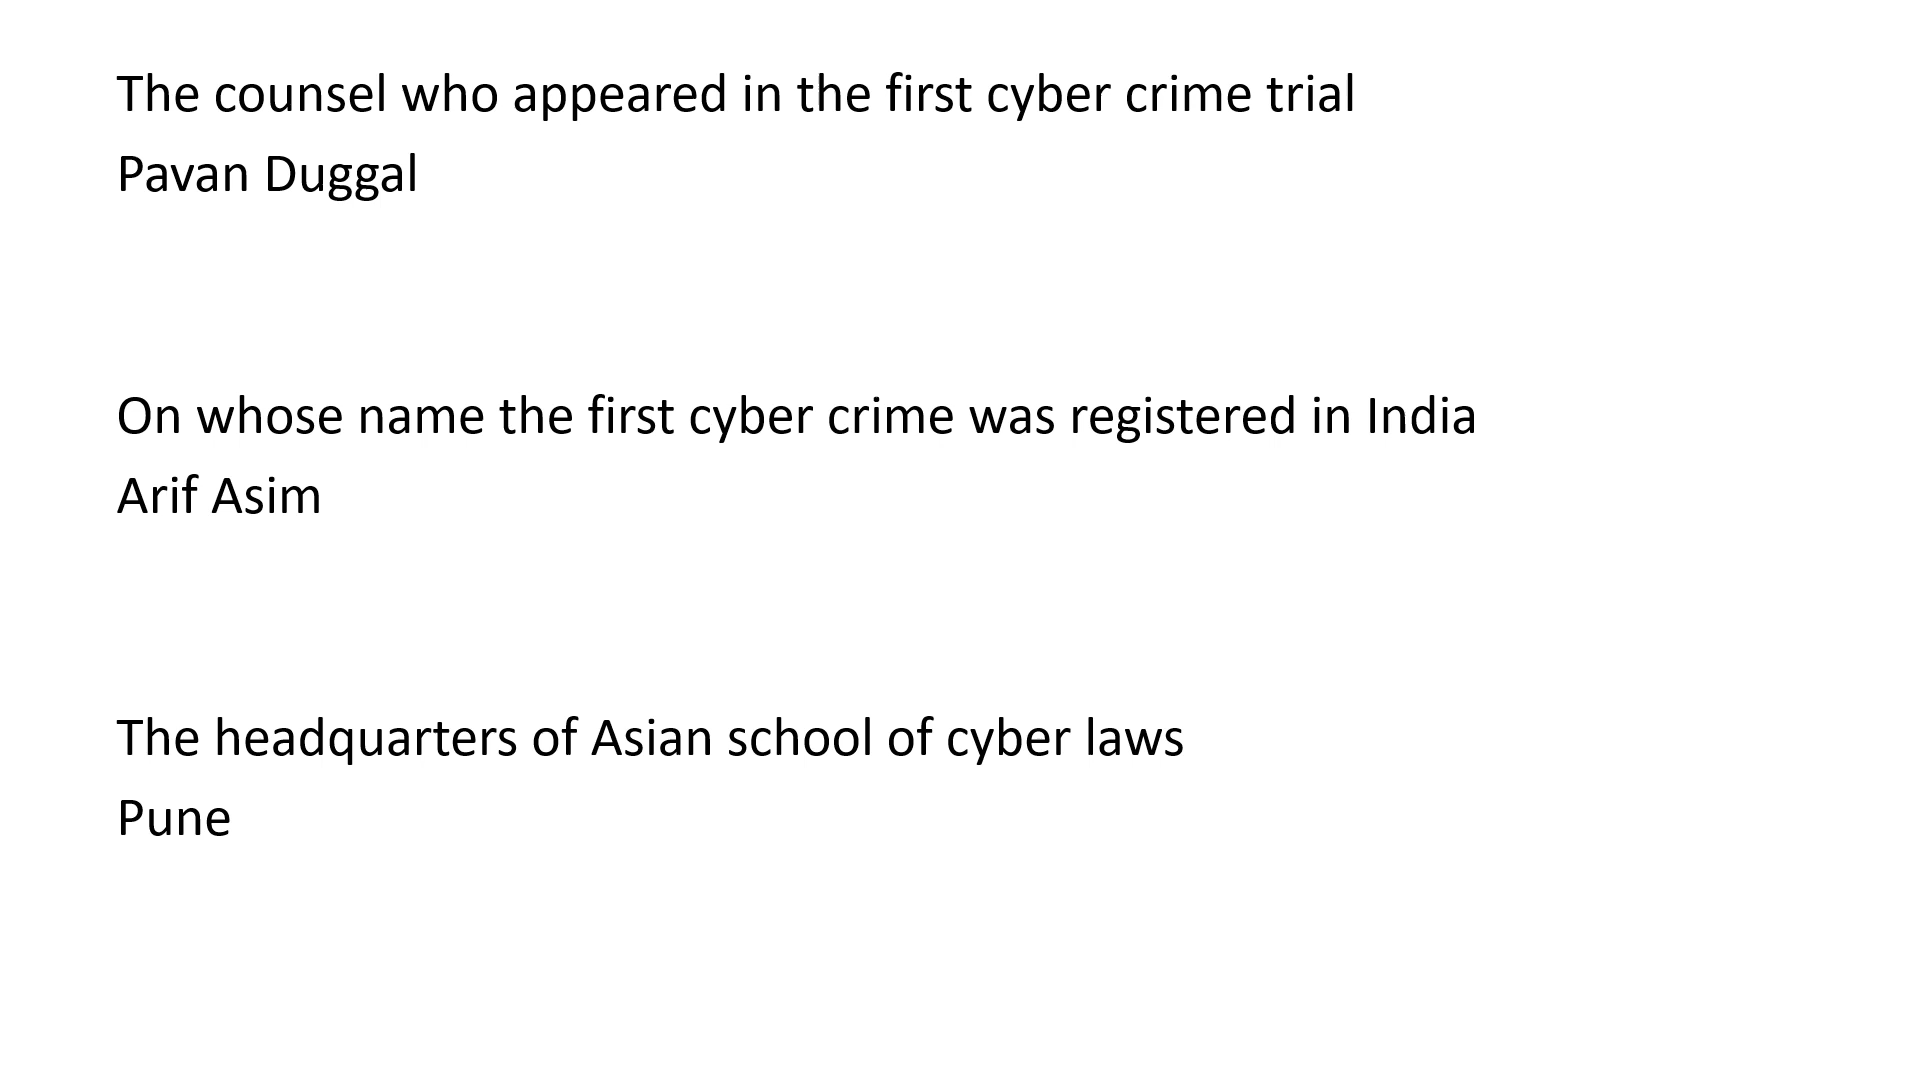 The counsel who appeared in the first cyber crime trial
Pavan Duggal
On whose name the first cyber crime was registered in India
Arif Asim
The headquarters of Asian school of cyber laws
Pune